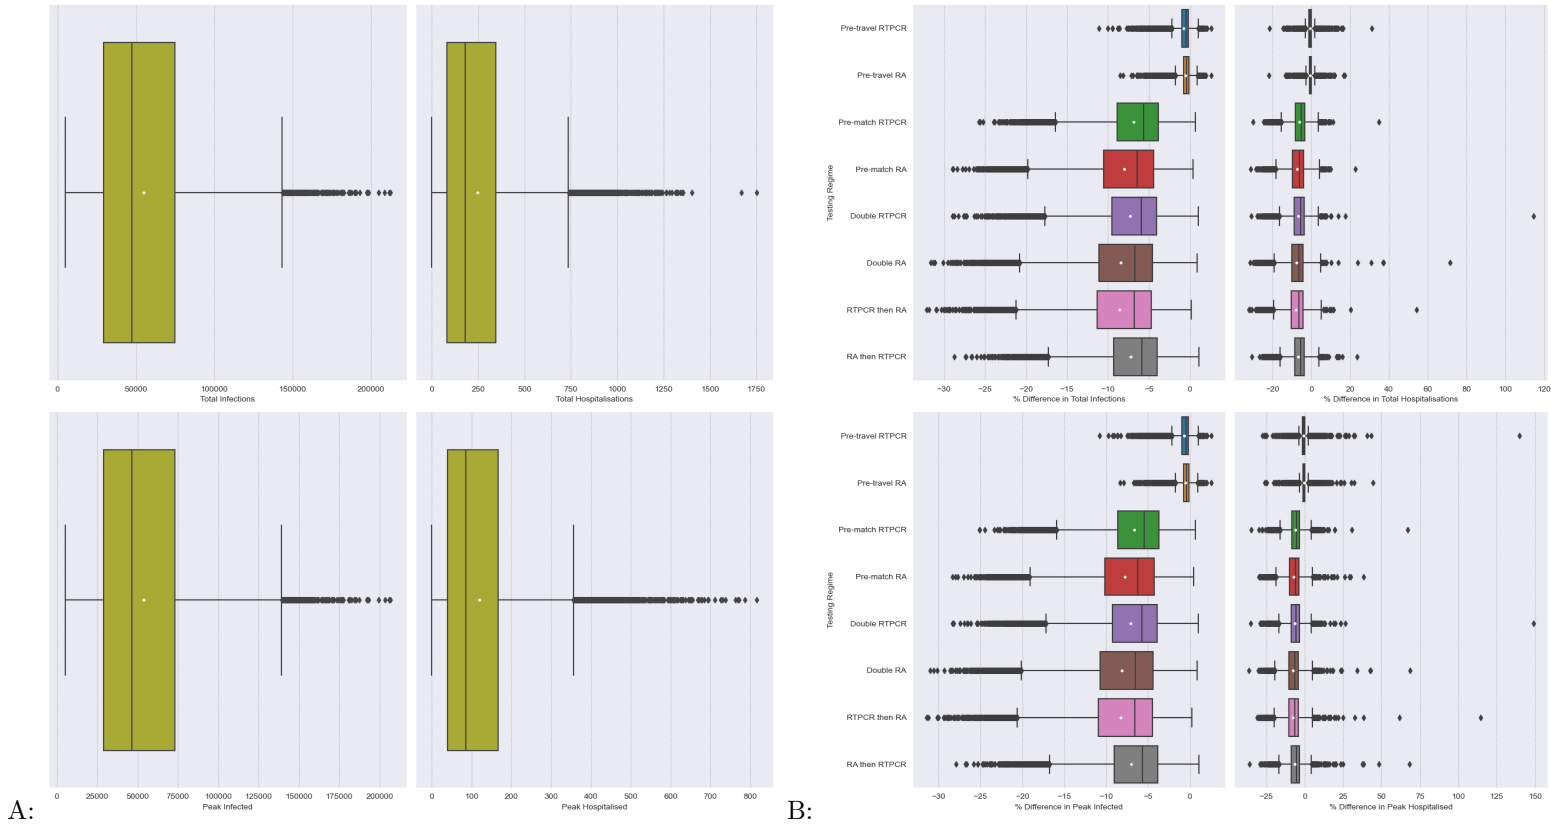 A:
0 50000 100000 150000 200000
Total Infections
0 250 500 750 1000 1250 1500 1750
Total Hospitalisations
0 25000 50000 75000 100000 125000 150000 175000 200000
Peak Infected
0 100 200 300 400 500 600 700 800
Peak Hospitalised
B:
Testing Regime
Pre-travel RTPCR
Pre-travel RA
Pre-match RTPCR
Pre-match RA
Double RTPCR
Double RA
RTPCR then RA
RA then RTPCR
−30 −25 −20 −15 −10 −5 0
% Difference in Total Infections
−20 0 20 40 60 80 100 120
% Difference in Total Hospitalisations
Testing Regime
Pre-travel RTPCR
Pre-travel RA
Pre-match RTPCR
Pre-match RA
Double RTPCR
Double RA
RTPCR then RA
RA then RTPCR
−30 −25 −20 −15 −10 −5 0
% Difference in Peak Infected
−25 0 25 50 75 100 125 150
% Difference in Peak Hospitalised